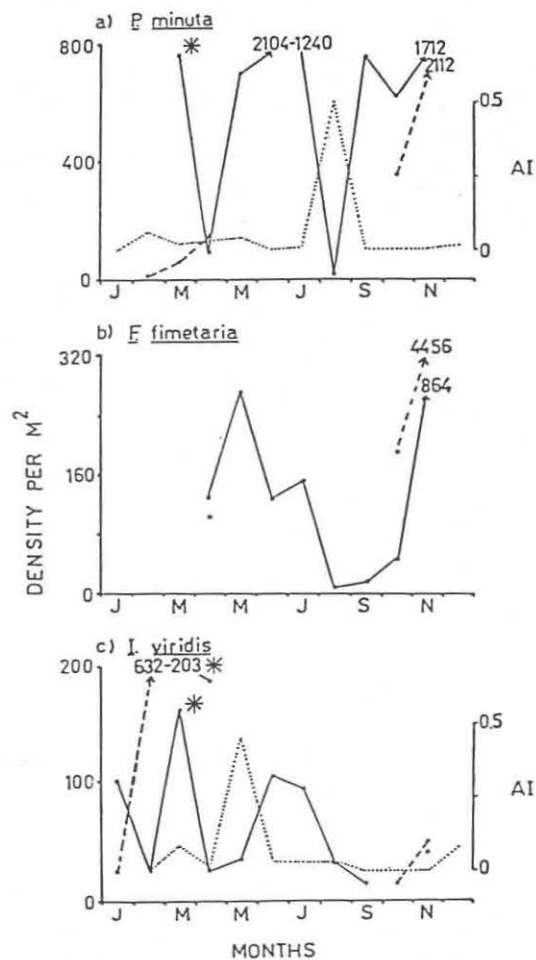 a) P. minuta
800
400
0
2104-1240
1712
2112
0.5
0
AI
J M M J S N
b) F. fimetaria
320
160
0
4456
864
J M M J S N
DENSITY PER M²
c) I. viridis
200
100
0
632-203
0.5
0
AI
J M M J S N
MONTHS